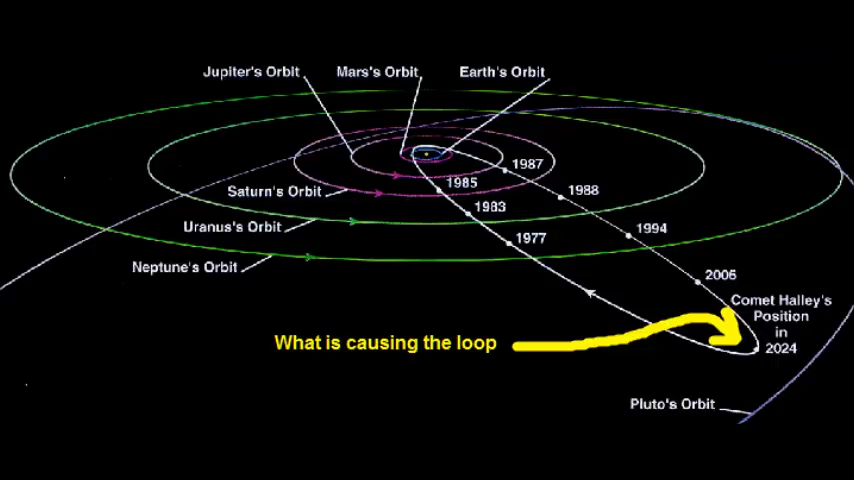 Jupiter's Orbit
Mars's Orbit
Earth's Orbit
1987
1985
1988
Saturn's Orbit
1983
Uranus's Orbit
1994
1977
Neptune's Orbit
2005
Comet Halley's
Position
in
2024
What is causing the loop
Pluto's Orbit